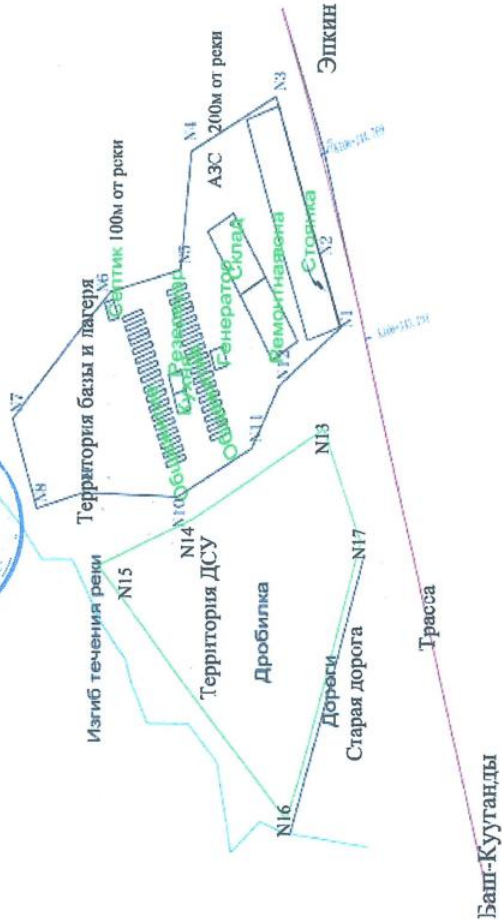 Изгиб течения реки
N8
N7
Территория базы и лагеря
N6
Септик 100м от реки
N15
N10
N14
Территория ДСУ
Кухня
N5
N4
АЗС 200м от реки
Генератор
Склад
N3
Дробилка
N11
N12
Ремонтная зона
Стоянка
N2
N1
N13
N17
N16
Дороги
Старая дорога
Трасса
Эпкин
Баш-Кууганды